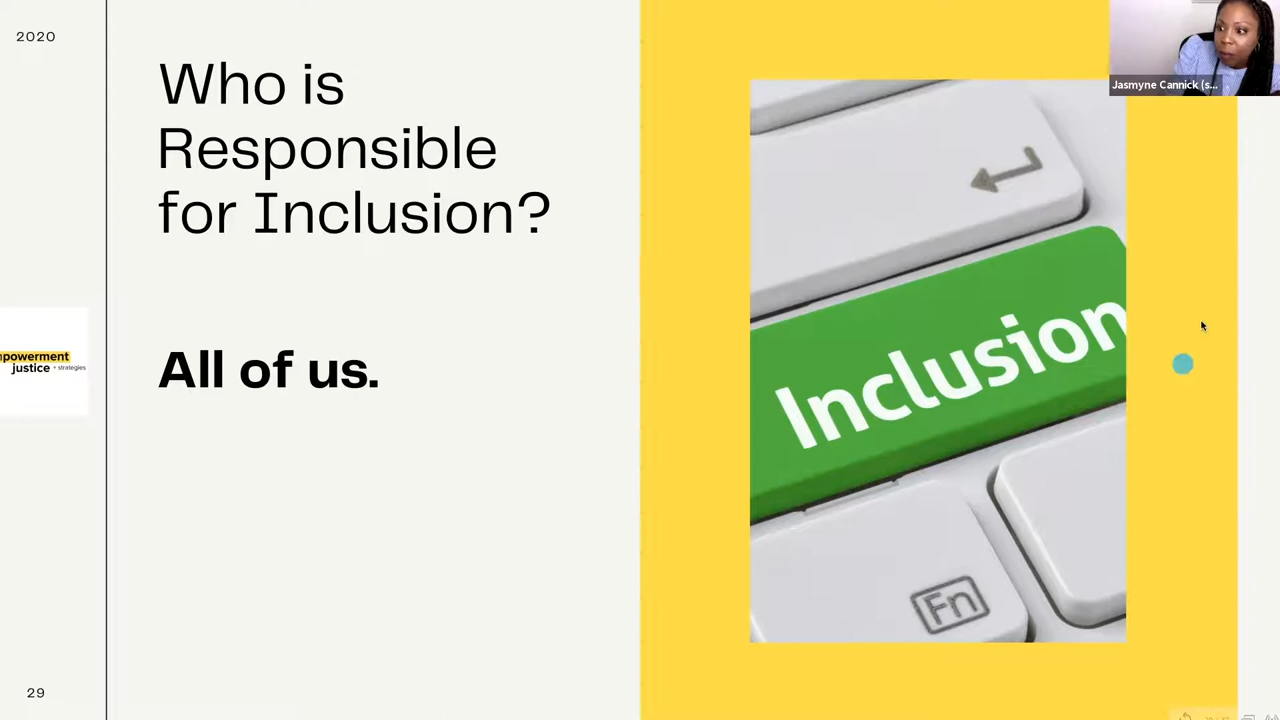 2020
Who is
Responsible
for Inclusion?
All of us.
powerment
justice + strategies
29
Inclusion
Fn
Jasmyne Cannick (s...